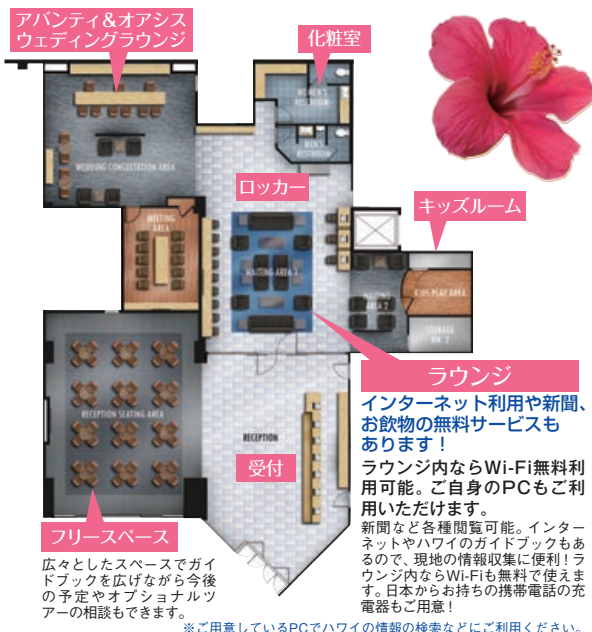 アバンティ&オアシス
ウェディングラウンジ
化粧室
WOMEN'S
RESTROOM
MEN'S
RESTROOM
WEDDING CONSULTATION AREA
ロッカー
キッズルーム
MEETING
AREA
WAITING AREA 1
WAITING
AREA 2
KIDS PLAY AREA
STORAGE
RM. 2
ラウンジ
インターネット利用や新聞、
お飲物の無料サービスも
あります!
ラウンジ内ならWi-Fi無料利
用可能。ご自身のPCもご利
用いただけます。
新聞など各種閲覧可能。インター
ネットやハワイのガイドブックもあ
るので、現地の情報収集に便利!ラ
ウンジ内ならWi-Fiも無料で使えま
す。日本からお持ちの携帯電話の充
電器もご用意!
RECEPTION SEATING AREA
RECEPTION
受付
フリースペース
広々としたスペースでガイ
ドブックを広げながら今後
の予定やオプショナルツ
アーの相談もできます。
※ご用意しているPCでハワイの情報の検索などにご利用ください。